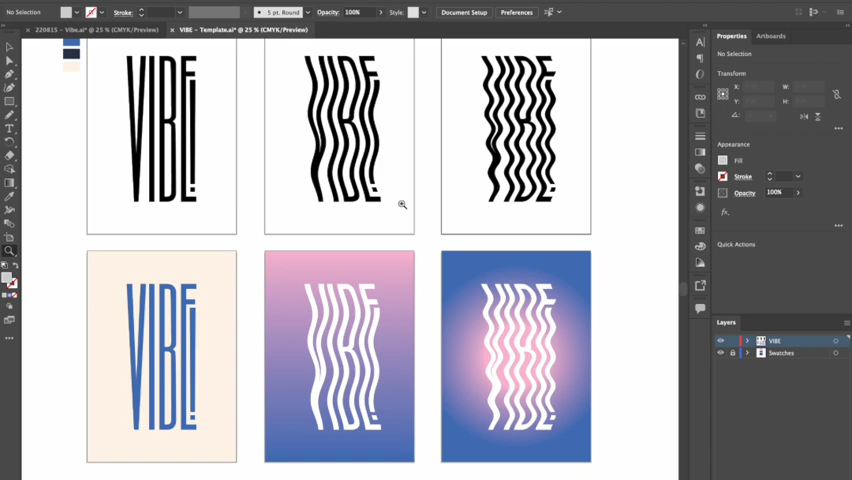 No Selection
Stroke:
5 pt. Round
Opacity: 100%
Style:
Document Setup
Preferences
× 220815 – Vibe.ai* @ 25 % (CMYK/Preview)
× VIBE – Template.ai* @ 25 % (CMYK/Preview)
Properties Artboards
No Selection
Transform
X: W:
Y: H:
Appearance
Fill
Stroke
Opacity 100%
fx.
Quick Actions
Layers
VIBE
Swatches
VIBE!
VIBE!
VIBE!
VIBE!
VIBE!
VIBE!